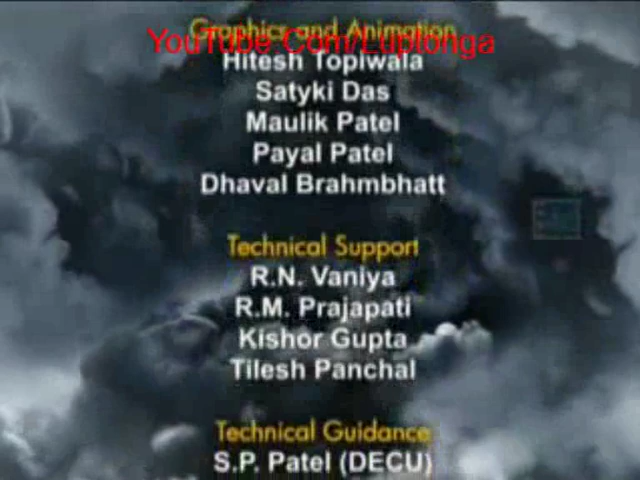 Graphics and Animation
YouTube.Com/Luptonga
Hitesh Topiwala
Satyki Das
Maulik Patel
Payal Patel
Dhaval Brahmbhatt
Technical Support
R.N. Vaniya
R.M. Prajapati
Kishor Gupta
Tilesh Panchal
Technical Guidance
S.P. Patel (DECU)